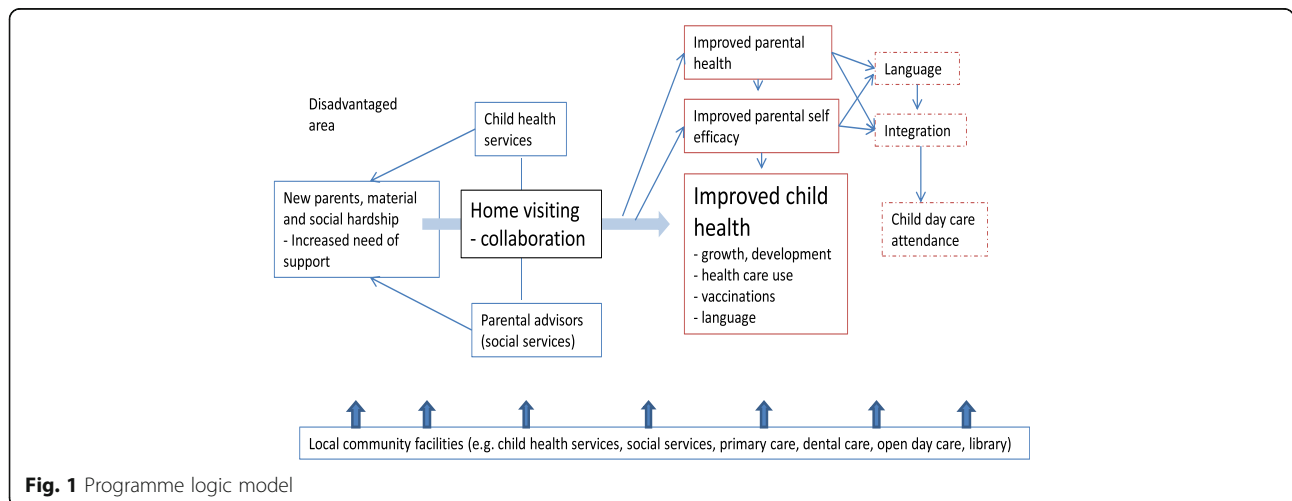 Disadvantaged
area
Child health
services
New parents, material
and social hardship
- Increased need of
support
Home visiting
- collaboration
Parental advisors
(social services)
Improved parental
health
Improved parental self
efficacy
Improved child
health
- growth, development
- health care use
- vaccinations
- language
Language
Integration
Child day care
attendance
Local community facilities (e.g. child health services, social services, primary care, dental care, open day care, library)
Fig. 1 Programme logic model